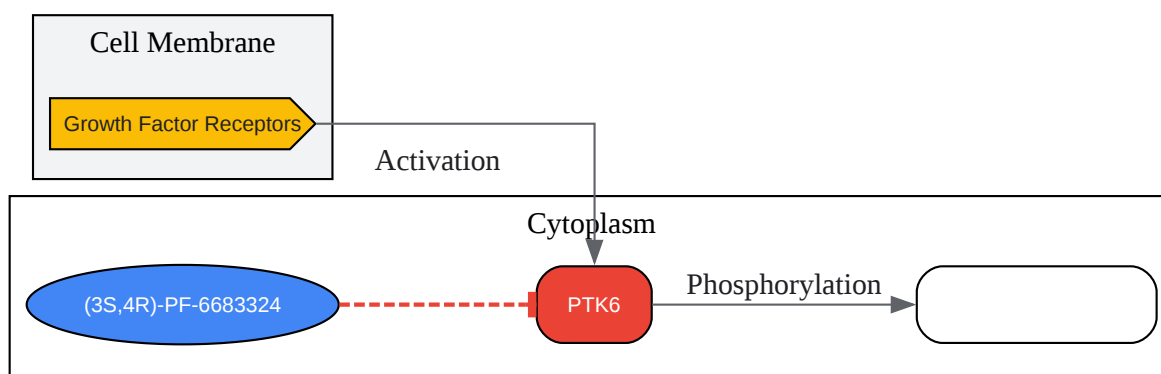 Cell Membrane
Growth Factor Receptors
Activation
Cytoplasm
(3S,4R)-PF-6683324
PTK6
Phosphorylation